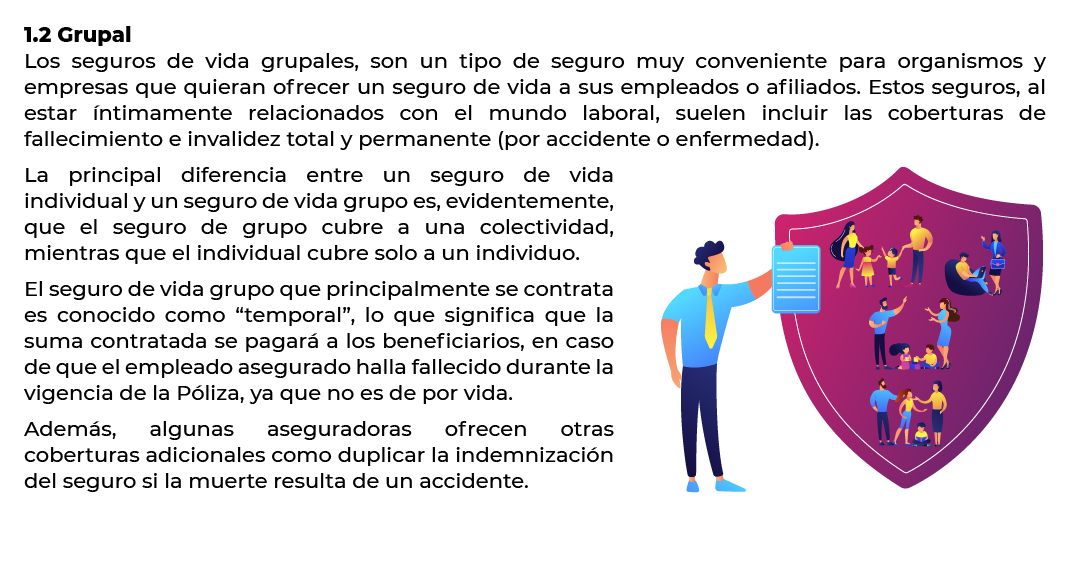 1.2 Grupal
Los seguros de vida grupales, son un tipo de seguro muy conveniente para organismos y
empresas que quieran ofrecer un seguro de vida a sus empleados o afiliados. Estos seguros, al
estar íntimamente relacionados con el mundo laboral, suelen incluir las coberturas de
fallecimiento e invalidez total y permanente (por accidente o enfermedad).
La principal diferencia entre un seguro de vida
individual y un seguro de vida grupo es, evidentemente,
que el seguro de grupo cubre a una colectividad,
mientras que el individual cubre solo a un individuo.
El seguro de vida grupo que principalmente se contrata
es conocido como “temporal”, lo que significa que la
suma contratada se pagará a los beneficiarios, en caso
de que el empleado asegurado halla fallecido durante la
vigencia de la Póliza, ya que no es de por vida.
Además, algunas aseguradoras ofrecen otras
coberturas adicionales como duplicar la indemnización
del seguro si la muerte resulta de un accidente.